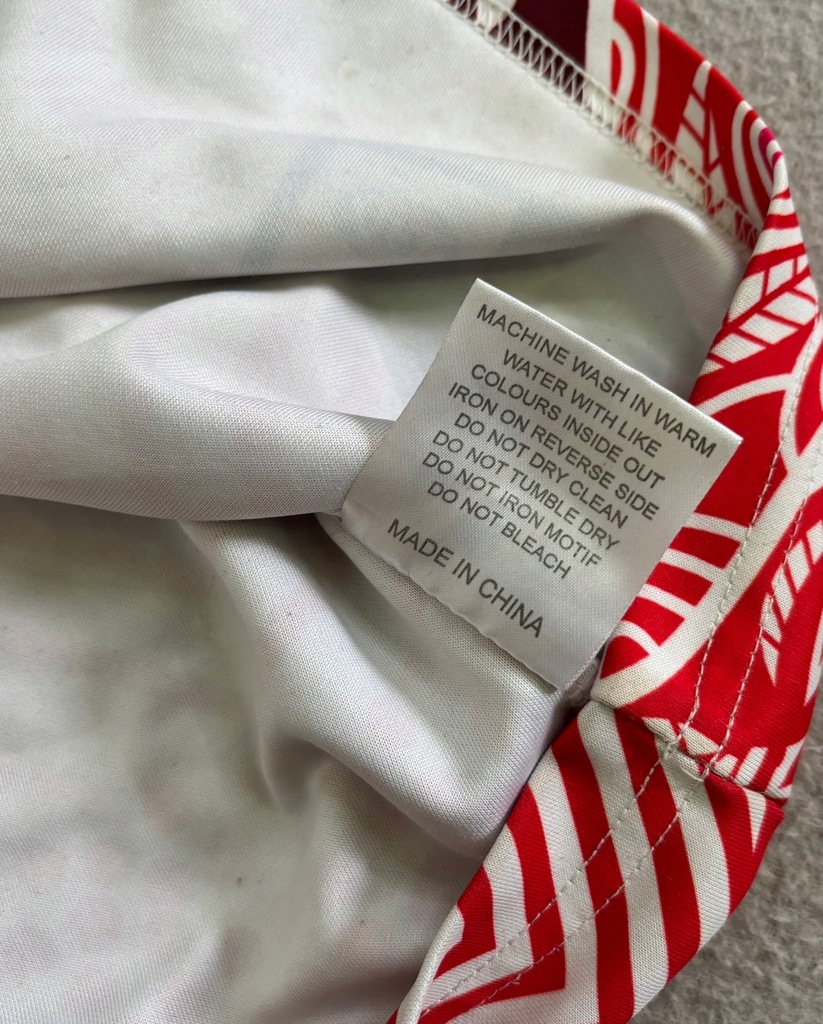 MACHINE WASH IN WARM
WATER WITH LIKE
COLOURS INSIDE OUT
IRON ON REVERSE SIDE
DO NOT DRY CLEAN
DO NOT TUMBLE DRY
DO NOT IRON MOTIF
DO NOT BLEACH
MADE IN CHINA